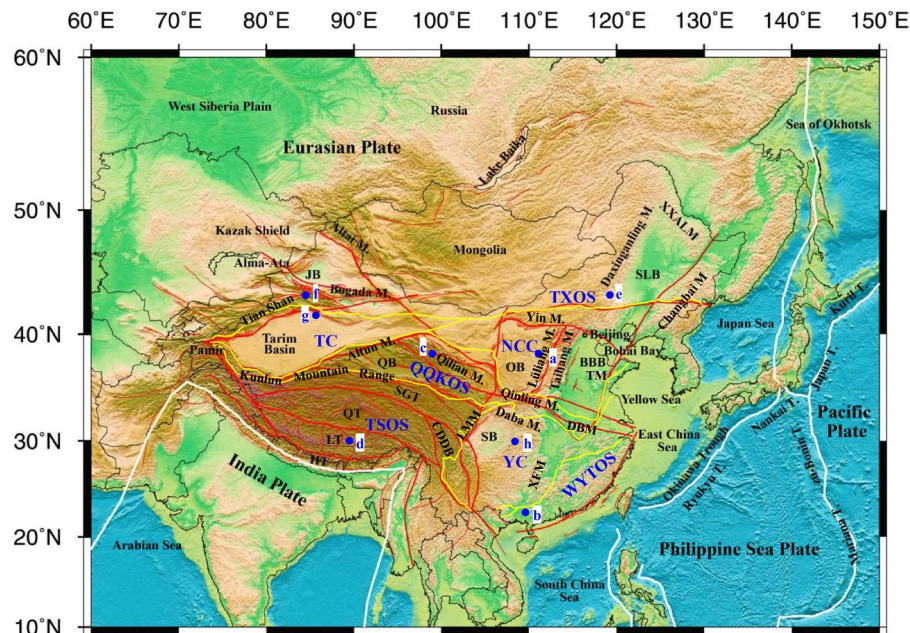 60°E 70°E 80°E 90°E 100°E 110°E 120°E 130°E 140°E 150°E
60°N
West Siberia Plain
Russia
Sea of Okhotsk
Eurasian Plate
Lake Baika
50°N
Kazak Shield
Altai M.
Mongolia
Daxinganling M.
XXALM
Alma-Ata
JB
SLB
f
Bogada M.
TXOS
e
Changbai M
Kuril T.
Tian Shan
g
Yin M.
Japan Sea
40°N
Tarim
Basin
TC
Altun M.
c
NCC
Lüliang M.
Taihang M
a
Beijing
Bohai Bay
Pamir
QB
Qilian M.
OB
BBB
TM
Japan T.
Kunlun
Mountain
Range
QQKOS
Yellow Sea
Pacific
Plate
SGT
Qinling M.
Nankai T.
QT
TSOS
Daba M.
DBM
30°N
LT
d
CDDB
LMM
SB
h
East China
Sea
Okinawa Trough
HT
YC
XFM
WYTOS
Ryukyu T.
India Plate
b
Mariana T.
20°N
Arabian Sea
Philippine Sea Plate
South China
Sea
10°N